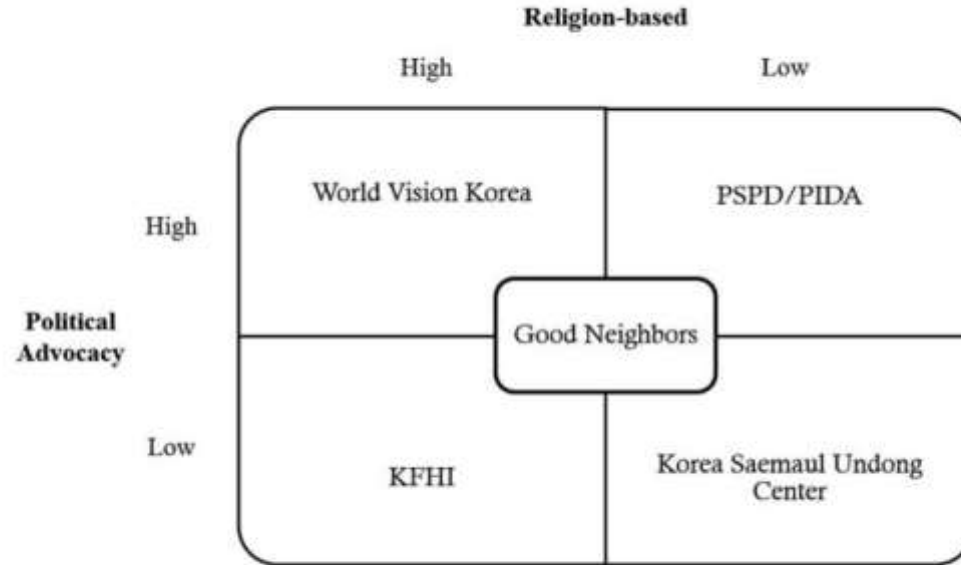 Religion-based
High Low
World Vision Korea PSPD/PIDA
High
Good Neighbors
Political
Advocacy
Low
KFHI Korea Saemaul Undong
Center